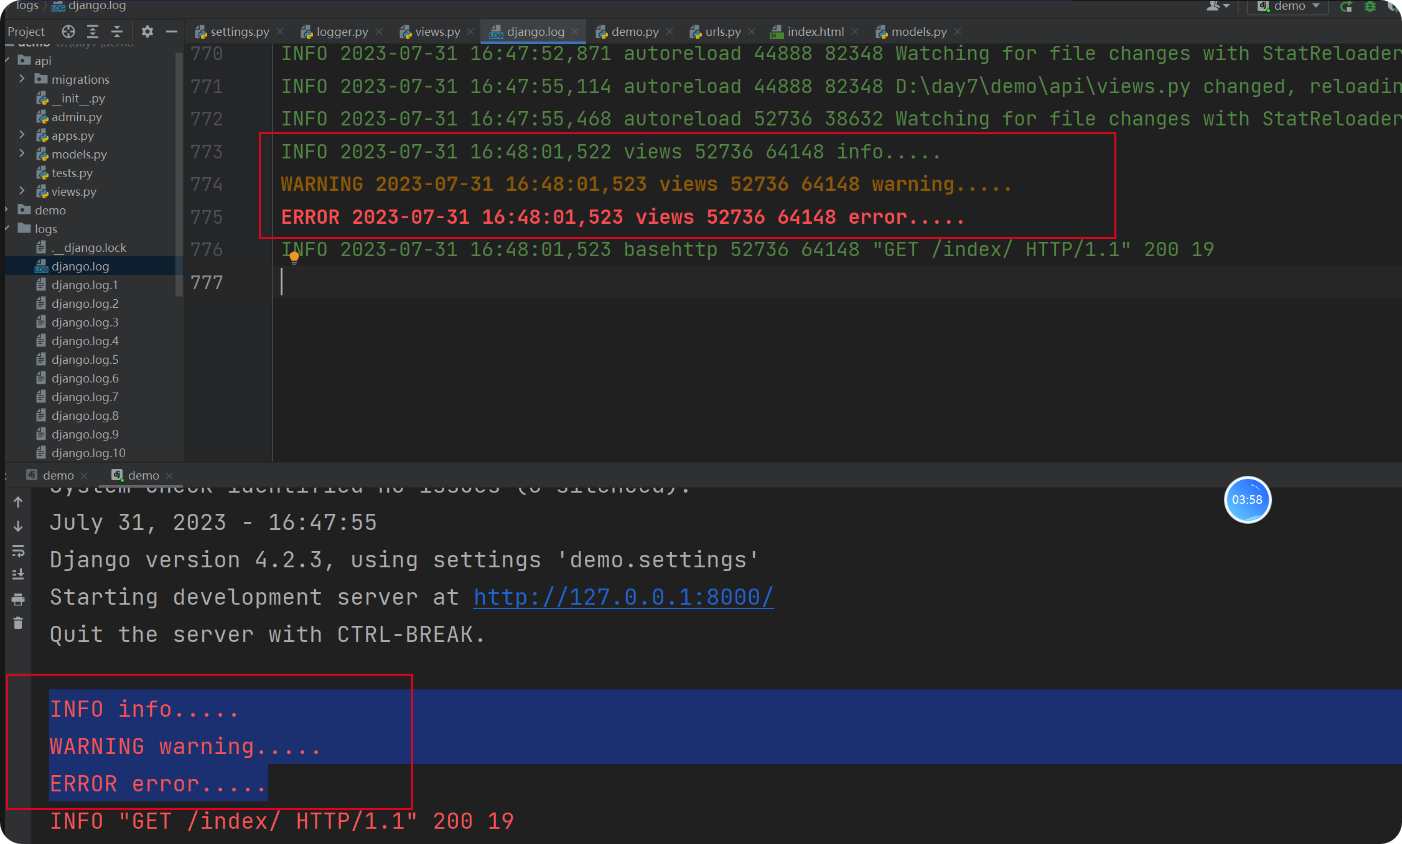 logs django.log
demo
Project
settings.py
logger.py
views.py
django.log
demo.py
urls.py
index.html
models.py
demo
api
migrations
__init__.py
admin.py
apps.py
models.py
tests.py
views.py
demo
logs
.__django.lock
django.log
django.log.1
django.log.2
django.log.3
django.log.4
django.log.5
django.log.6
django.log.7
django.log.8
django.log.9
django.log.10
770 INFO 2023-07-31 16:47:52,871 autoreload 44888 82348 Watching for file changes with StatReloader
771 INFO 2023-07-31 16:47:55,114 autoreload 44888 82348 D:\day7\demo\api\views.py changed, reloadin
772 INFO 2023-07-31 16:47:55,468 autoreload 52736 38632 Watching for file changes with StatReloader
773 INFO 2023-07-31 16:48:01,522 views 52736 64148 info.....
774 WARNING 2023-07-31 16:48:01,523 views 52736 64148 warning.....
775 ERROR 2023-07-31 16:48:01,523 views 52736 64148 error.....
776 INFO 2023-07-31 16:48:01,523 basehttp 52736 64148 "GET /index/ HTTP/1.1" 200 19
777
demo
demo
System check identified no issues (0 silenced).
July 31, 2023 - 16:47:55
Django version 4.2.3, using settings 'demo.settings'
Starting development server at http://127.0.0.1:8000/
Quit the server with CTRL-BREAK.
03:58
INFO info.....
WARNING warning.....
ERROR error.....
INFO "GET /index/ HTTP/1.1" 200 19